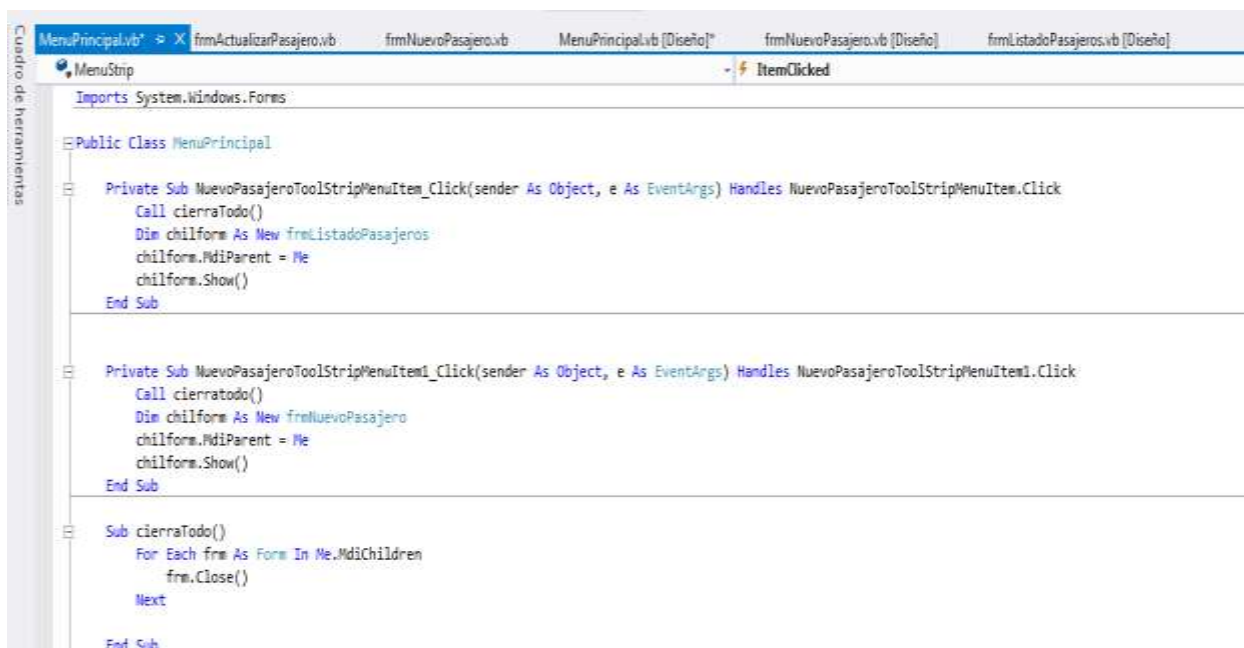 MenuPrincipal.vb* frmActualizarPasajero.vb frmNuevoPasajero.vb MenuPrincipal.vb [Diseño]* frmNuevoPasajero.vb [Diseño] frmListadoPasajeros.vb [Diseño]
Cuadro de herramientas
MenuStrip ItemClicked
Imports System.Windows.Forms
Public Class MenuPrincipal
Private Sub NuevoPasajeroToolStripMenuItem_Click(sender As Object, e As EventArgs) Handles NuevoPasajeroToolStripMenuItem.Click
Call cierraTodo()
Dim chilform As New frmListadoPasajeros
chilform.MdiParent = Me
chilform.Show()
End Sub
Private Sub NuevoPasajeroToolStripMenuItem1_Click(sender As Object, e As EventArgs) Handles NuevoPasajeroToolStripMenuItem1.Click
Call cierratodo()
Dim chilform As New frmNuevoPasajero
chilform.MdiParent = Me
chilform.Show()
End Sub
Sub cierraTodo()
For Each frm As Form In Me.MdiChildren
frm.Close()
Next
End Sub